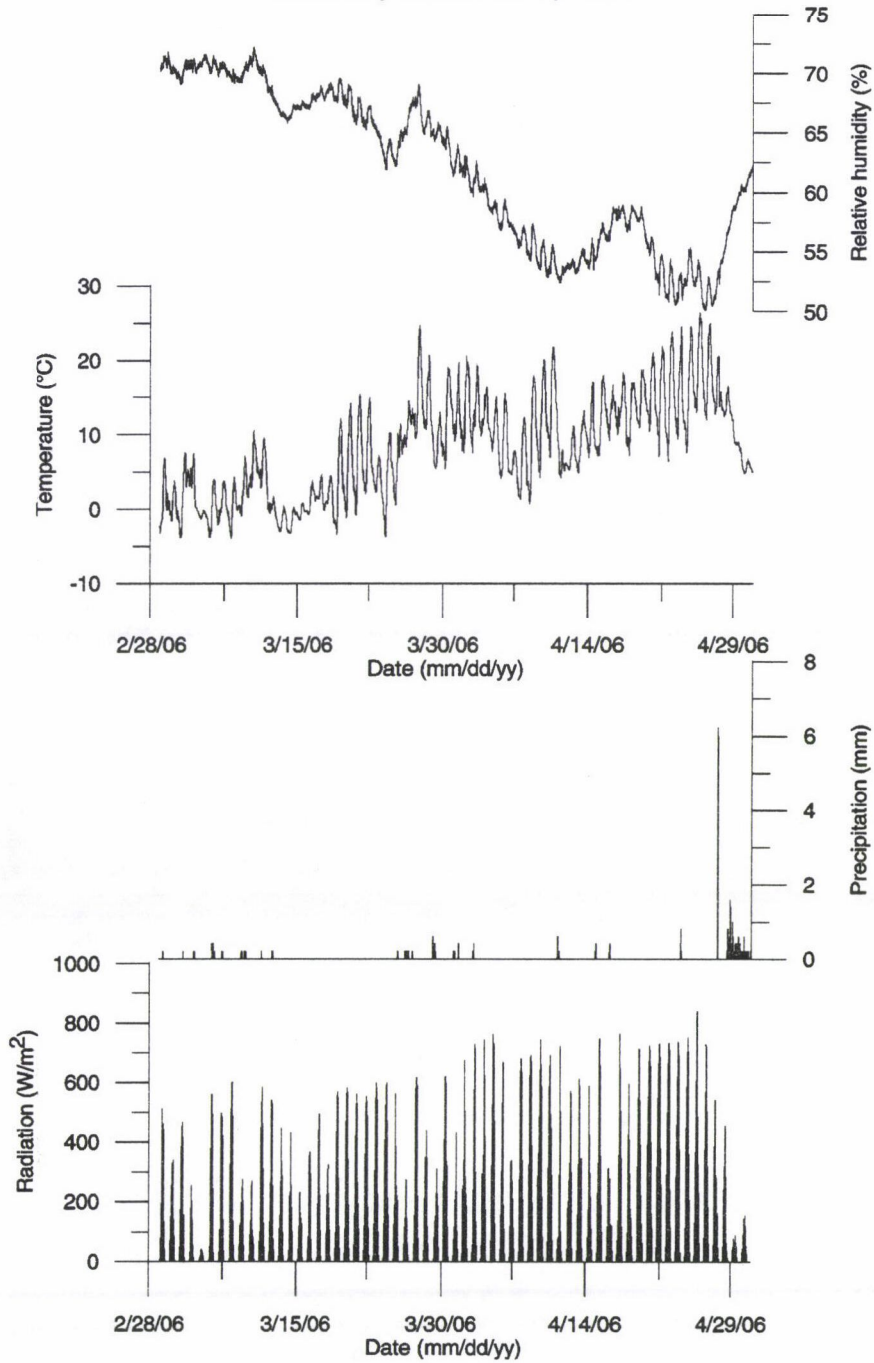 75
70
65
60
55
50
Relative humidity (%)
30
20
10
0
-10
Temperature (°C)
2/28/06 3/15/06 3/30/06 4/14/06 4/29/06
Date (mm/dd/yy)
8
6
4
2
0
Precipitation (mm)
1000
800
600
400
200
0
Radiation (W/m²)
2/28/06 3/15/06 3/30/06 4/14/06 4/29/06
Date (mm/dd/yy)